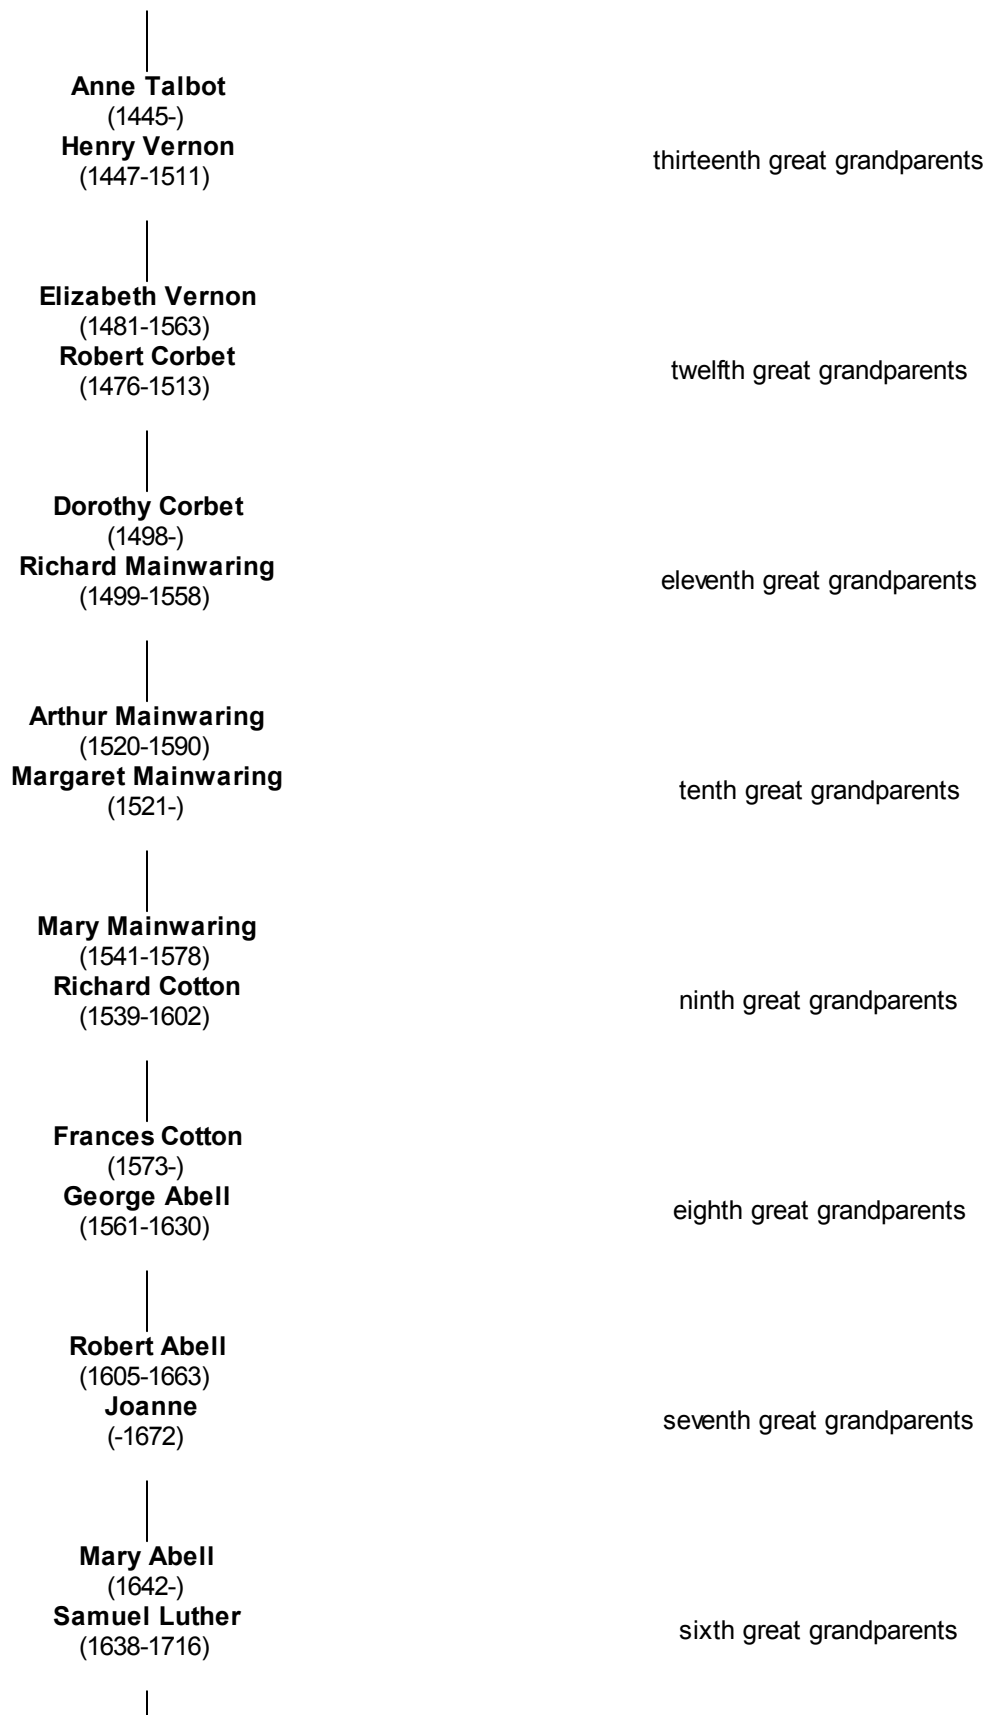 Anne Talbot
(1445-)
Henry Vernon
(1447-1511)
thirteenth great grandparents
Elizabeth Vernon
(1481-1563)
Robert Corbet
(1476-1513)
twelfth great grandparents
Dorothy Corbet
(1498-)
Richard Mainwaring
(1499-1558)
eleventh great grandparents
Arthur Mainwaring
(1520-1590)
Margaret Mainwaring
(1521-)
tenth great grandparents
Mary Mainwaring
(1541-1578)
Richard Cotton
(1539-1602)
ninth great grandparents
Frances Cotton
(1573-)
George Abell
(1561-1630)
eighth great grandparents
Robert Abell
(1605-1663)
Joanne
(-1672)
seventh great grandparents
Mary Abell
(1642-)
Samuel Luther
(1638-1716)
sixth great grandparents